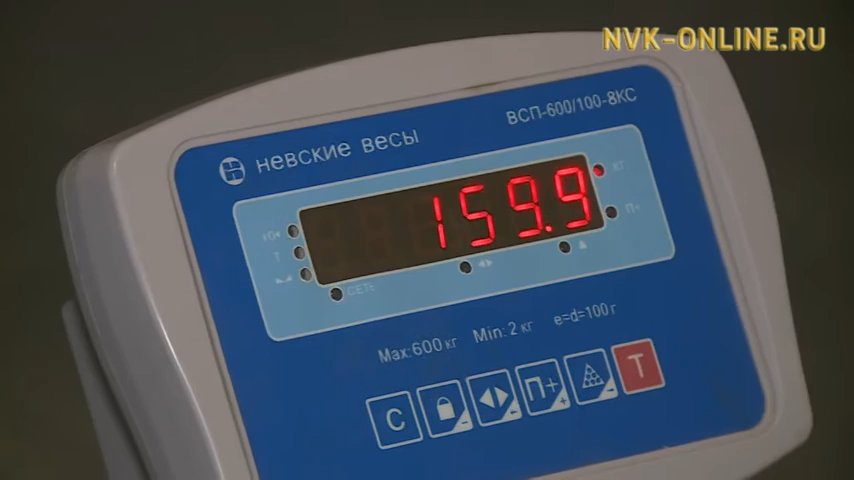 NVK-ONLINE.RU
ВСП-600/100-8КС
НЕВСКИЕ ВЕСЫ
159.9
КГ
>0<
T
П+
СЕТЬ
Max: 600 кг Min: 2 кг e=d=100 г
C
П+
T